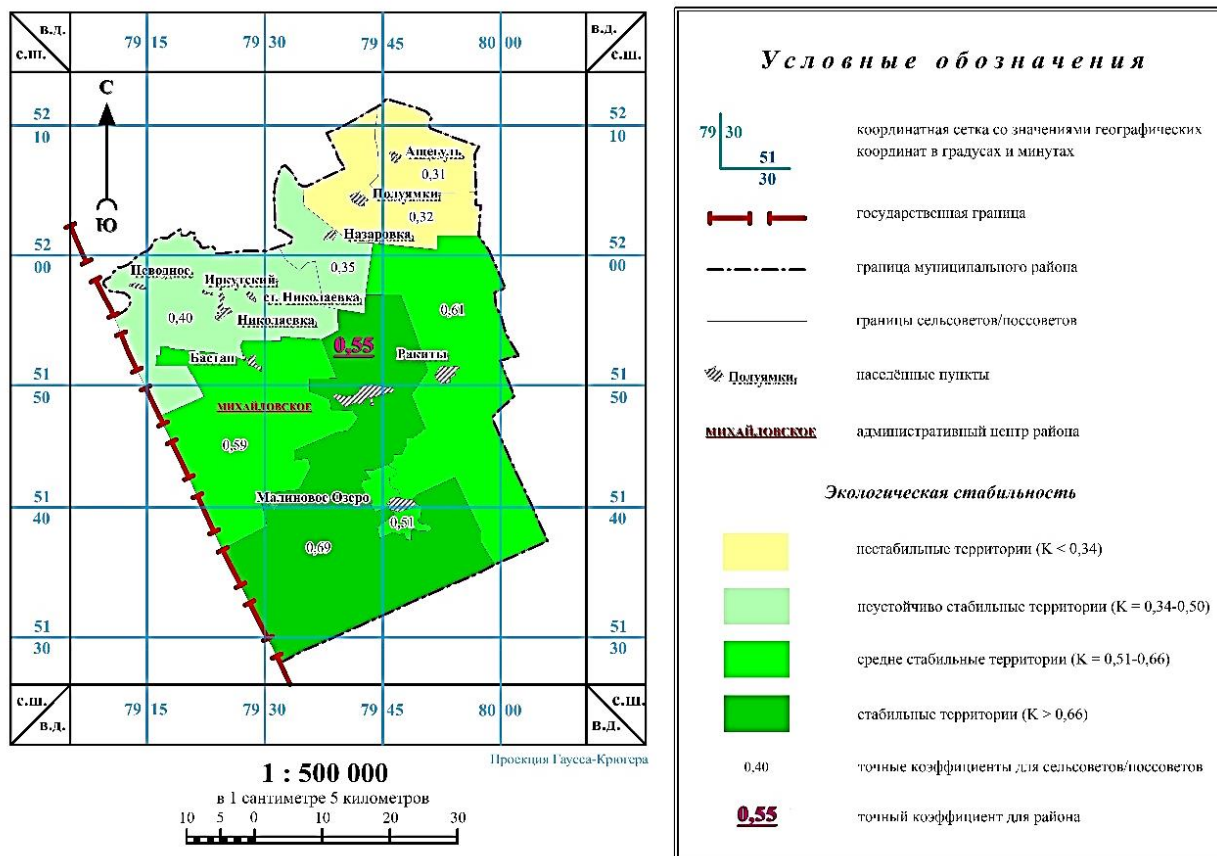 в.д.
с.ш.
79 15
79 30
79 45
80 00
в.д.
с.ш.
С
Ю
52
10
52
00
51
50
51
40
51
30
52
10
52
00
51
50
51
40
51
30
Ащегуль
0,31
Полуямки
0,32
Назаровка
0,35
Неводное
Иркутский
ст. Николаевка
0,40
Николаевка
0,61
0,55
Бастан
Ракиты
МИХАЙЛОВСКОЕ
0,59
Малиновое Озеро
0,51
0,69
с.ш.
в.д.
79 15
79 30
79 45
80 00
с.ш.
в.д.
Проекция Гаусса-Крюгера
1 : 500 000
в 1 сантиметре 5 километров
10 5 0 10 20 30
Условные обозначения
79 30
51
30
координатная сетка со значениями географических
координат в градусах и минутах
государственная граница
граница муниципального района
границы сельсоветов/поссоветов
Полуямки
населённые пункты
МИХАЙЛОВСКОЕ
административный центр района
Экологическая стабильность
нестабильные территории (K < 0,34)
неустойчиво стабильные территории (K = 0,34-0,50)
средне стабильные территории (K = 0,51-0,66)
стабильные территории (K > 0,66)
0,40
точные коэффициенты для сельсоветов/поссоветов
0,55
точный коэффициент для района